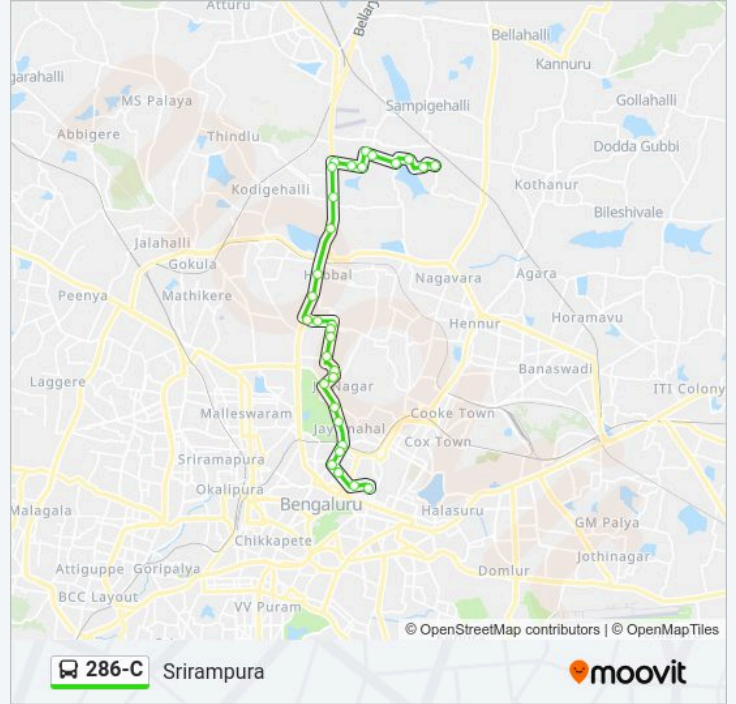 Atturu
Bellary
Bellahalli
Kannuru
garahalli
MS Palaya
Sampigehalli
Gollahalli
Abbigere
Thindlu
Dodda Gubbi
Kodigehalli
Kothanur
Bileshivale
Jalahalli
Gokula
Hebbal
Nagavara
Agara
Peenya
Mathikere
Horamavu
Hennur
Banaswadi
Laggere
J Nagar
ITI Colony
Malleswaram
Cooke Town
Jay mahal
Cox Town
Srirampura
Okalipura
Bengaluru
Malagala
Halasuru
GM Palya
Chikkapete
Jothinagar
Attiguppe
Goripalya
Domlur
BCC Layout
VV Puram
© OpenStreetMap contributors | © OpenMapTiles
286-C Srirampura
moovit